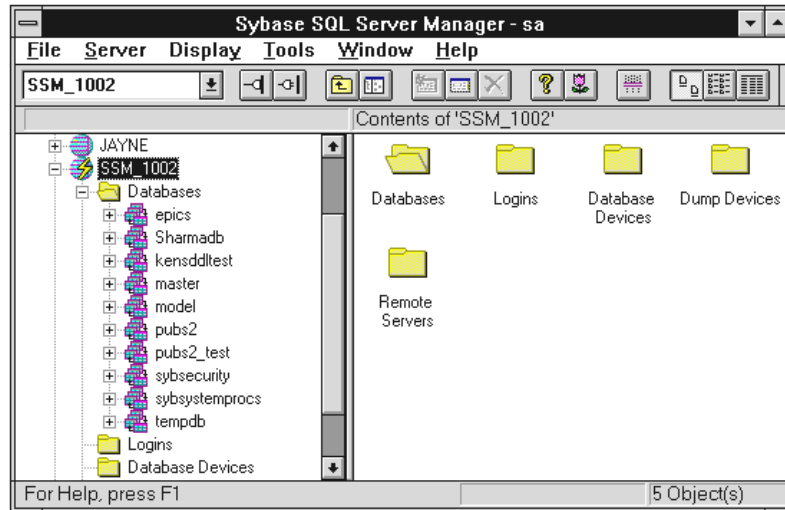 Sybase SQL Server Manager - sa
File Server Display Tools Window Help
SSM_1002
Contents of 'SSM_1002'
JAYNE
SSM_1002
Databases
epics
Sharmadb
kensddltest
master
model
pubs2
pubs2_test
sybsecurity
sybsystemprocs
tempdb
Logins
Database Devices
Databases
Logins
Database
Devices
Dump Devices
Remote
Servers
For Help, press F1
5 Object(s)